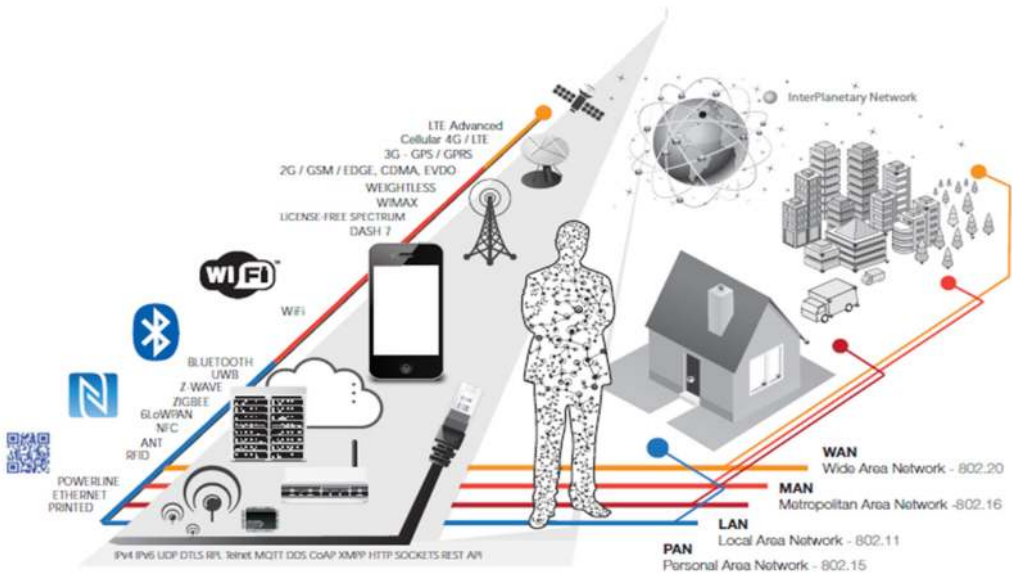 InterPlanetary Network
LTE Advanced
Cellular 4G / LTE
3G - GPS / GPRS
2G / GSM / EDGE, CDMA, EVDO
WEIGHTLESS
WIMAX
LICENSE-FREE SPECTRUM
DASH 7
WiFi
WiFi
BLUETOOTH
UWB
Z-WAVE
ZIGBEE
6LoWPAN
NFC
ANT
RFID
POWERLINE
ETHERNET
PRINTED
WAN
Wide Area Network - 802.20
MAN
Metropolitan Area Network -802.16
LAN
Local Area Network - 802.11
PAN
Personal Area Network - 802.15
IPv4 IPv6 UDP DTLS RPL Telnet MQTT DDS CoAP XMPP HTTP SOCKETS REST API